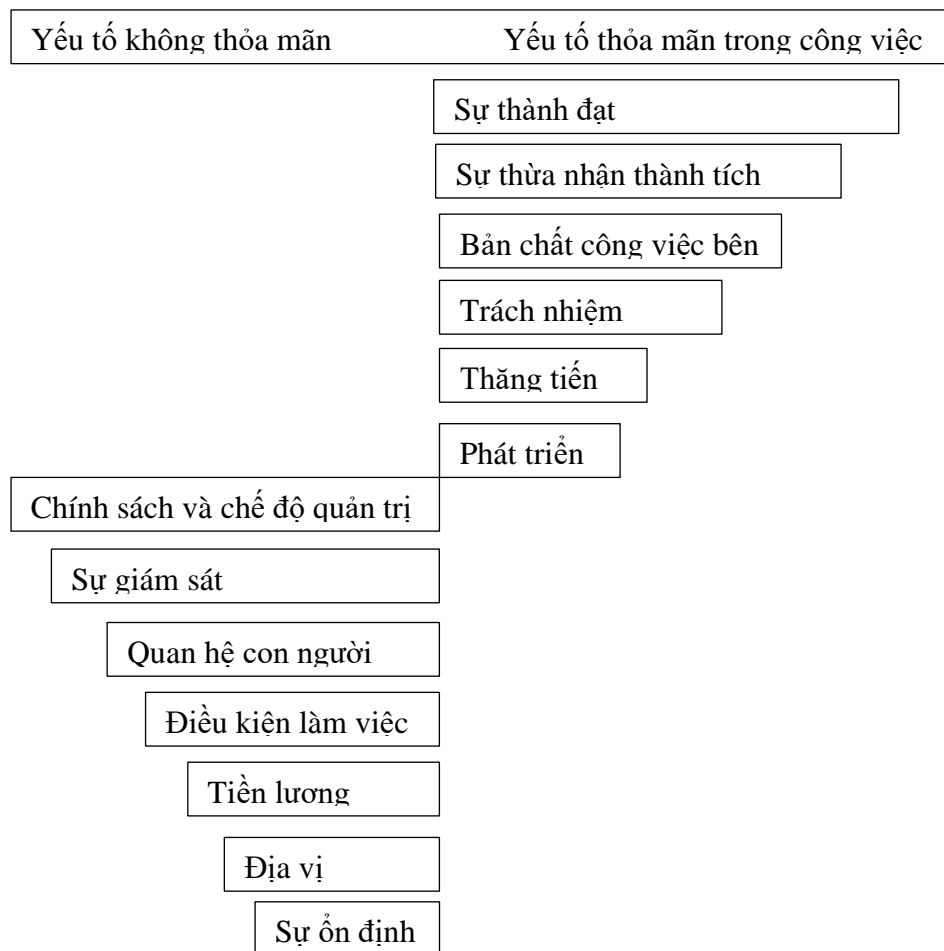 Yếu tố không thỏa mãn Yếu tố thỏa mãn trong công việc
Sự thành đạt
Sự thừa nhận thành tích
Bản chất công việc bên
Trách nhiệm
Thăng tiến
Phát triển
Chính sách và chế độ quản trị
Sự giám sát
Quan hệ con người
Điều kiện làm việc
Tiền lương
Địa vị
Sự ổn định